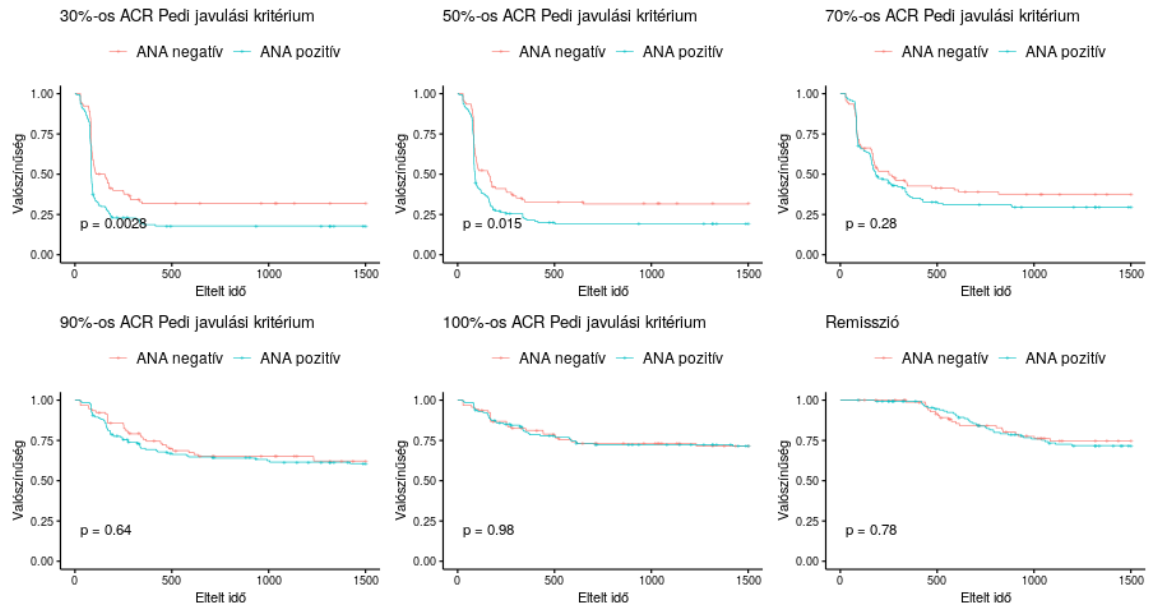 30%-os ACR Pedi javulási kritérium
ANA negatív ANA pozitív
1.00
0.75
0.50
0.25
0.00
Valószínűség
p = 0.0028
0 500 1000 1500
Eltelt idő
50%-os ACR Pedi javulási kritérium
ANA negatív ANA pozitív
1.00
0.75
0.50
0.25
0.00
Valószínűség
p = 0.015
0 500 1000 1500
Eltelt idő
70%-os ACR Pedi javulási kritérium
ANA negatív ANA pozitív
1.00
0.75
0.50
0.25
0.00
Valószínűség
p = 0.28
0 500 1000 1500
Eltelt idő
90%-os ACR Pedi javulási kritérium
ANA negatív ANA pozitív
1.00
0.75
0.50
0.25
0.00
Valószínűség
p = 0.64
0 500 1000 1500
Eltelt idő
100%-os ACR Pedi javulási kritérium
ANA negatív ANA pozitív
1.00
0.75
0.50
0.25
0.00
Valószínűség
p = 0.98
0 500 1000 1500
Eltelt idő
Remisszió
ANA negatív ANA pozitív
1.00
0.75
0.50
0.25
0.00
Valószínűség
p = 0.78
0 500 1000 1500
Eltelt idő